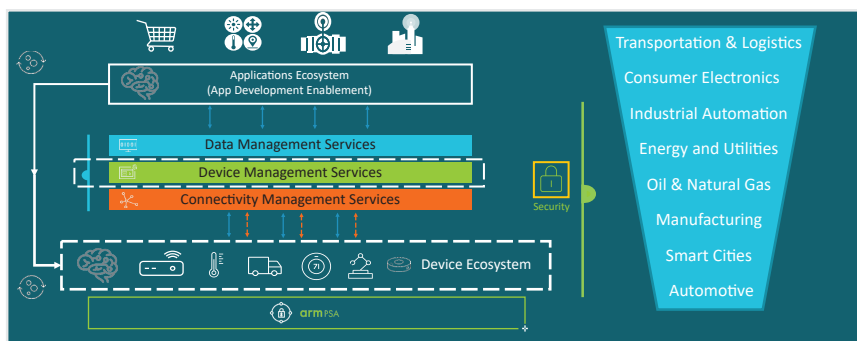 Applications Ecosystem
(App Development Enablement)
Data Management Services
Device Management Services
Connectivity Management Services
Device Ecosystem
arm PSA
Security
Transportation & Logistics
Consumer Electronics
Industrial Automation
Energy and Utilities
Oil & Natural Gas
Manufacturing
Smart Cities
Automotive